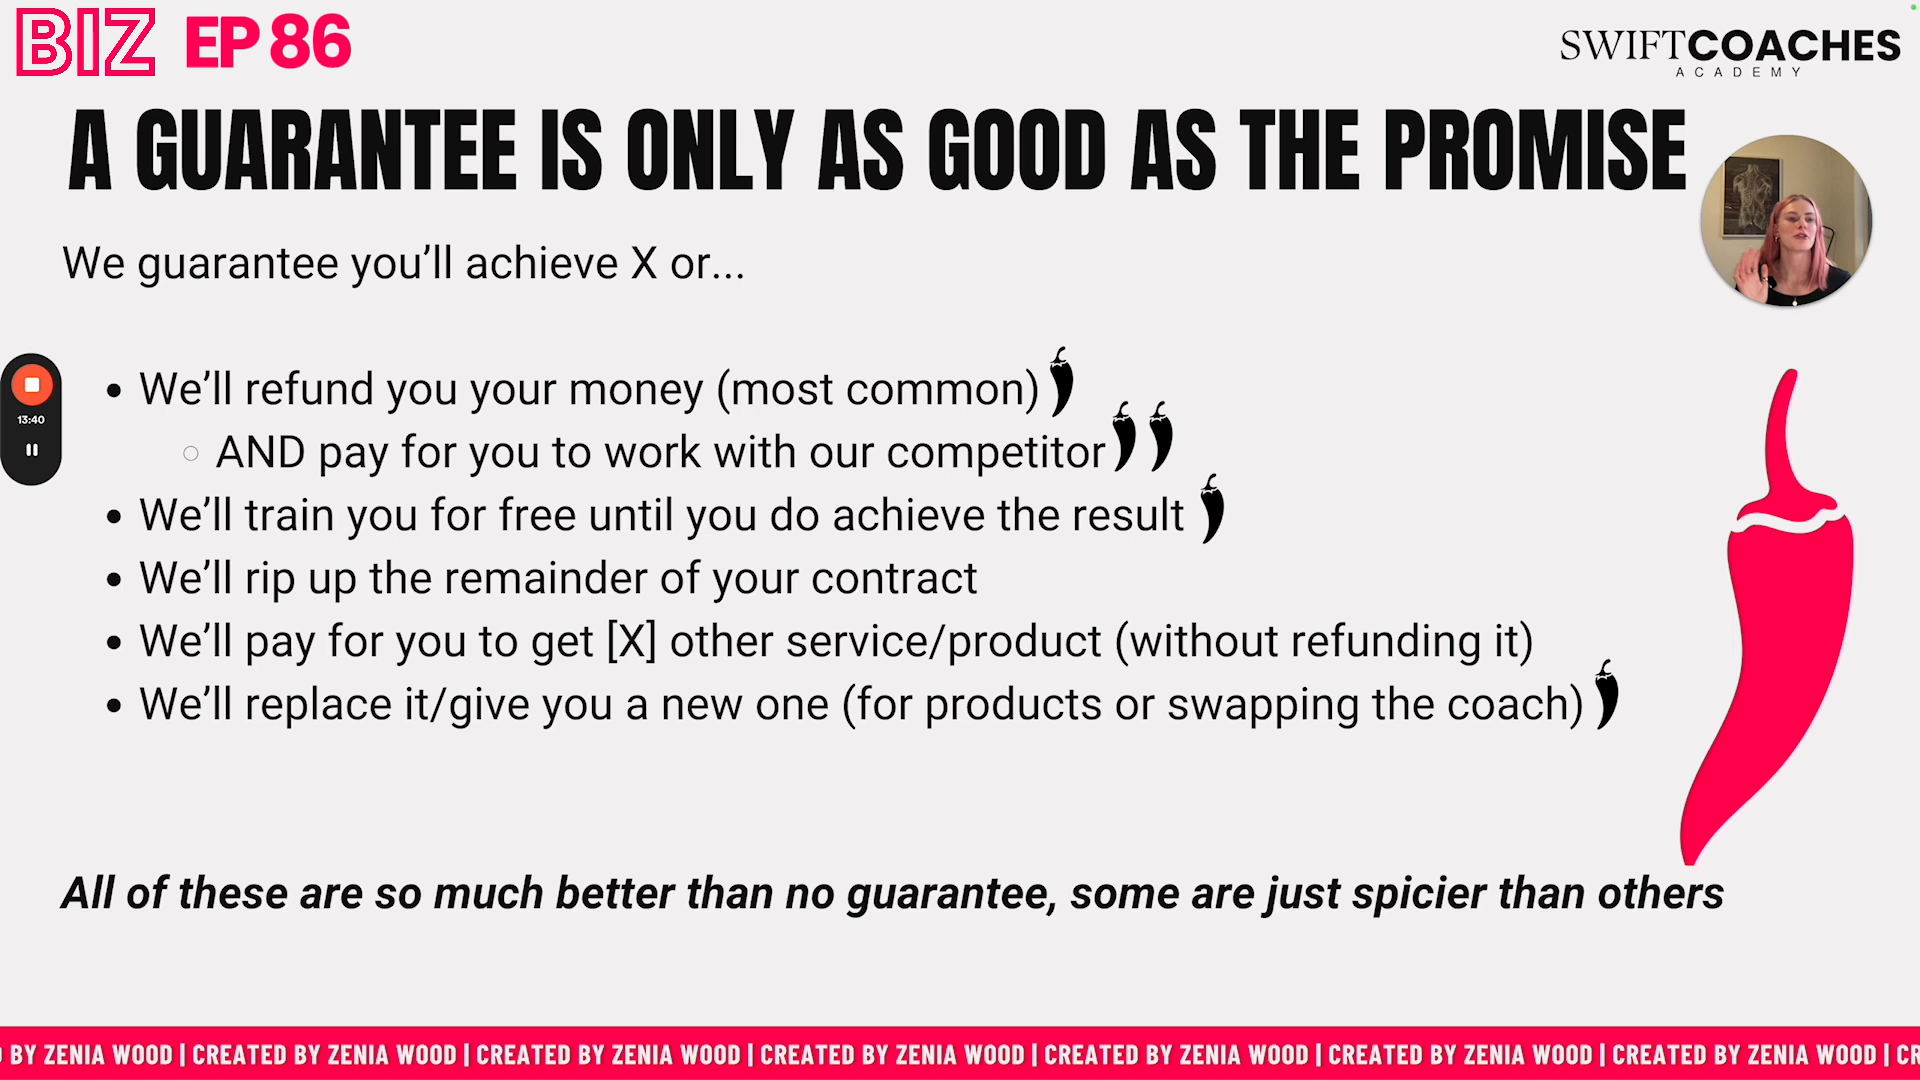 BIZ EP 86
SWIFTCOACHES
ACADEMY
A GUARANTEE IS ONLY AS GOOD AS THE PROMISE
We guarantee you’ll achieve X or...
• We’ll refund you your money (most common)
○ AND pay for you to work with our competitor
• We’ll train you for free until you do achieve the result
• We’ll rip up the remainder of your contract
• We’ll pay for you to get [X] other service/product (without refunding it)
• We’ll replace it/give you a new one (for products or swapping the coach)
13:40
All of these are so much better than no guarantee, some are just spicier than others
BY ZENIA WOOD | CREATED BY ZENIA WOOD | CREATED BY ZENIA WOOD | CREATED BY ZENIA WOOD | CREATED BY ZENIA WOOD | CREATED BY ZENIA WOOD | CREATED BY ZENIA WOOD | CR